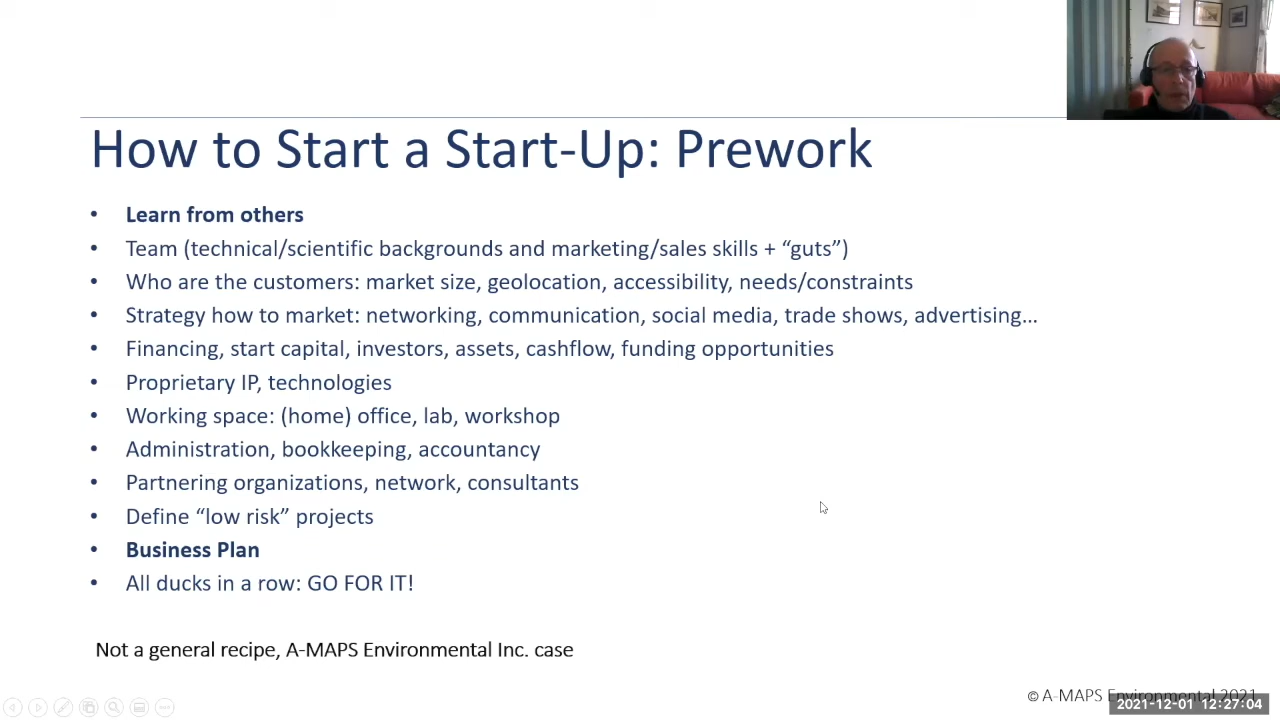 How to Start a Start-Up: Prework
• Learn from others
• Team (technical/scientific backgrounds and marketing/sales skills + “guts”)
• Who are the customers: market size, geolocation, accessibility, needs/constraints
• Strategy how to market: networking, communication, social media, trade shows, advertising…
• Financing, start capital, investors, assets, cashflow, funding opportunities
• Proprietary IP, technologies
• Working space: (home) office, lab, workshop
• Administration, bookkeeping, accountancy
• Partnering organizations, network, consultants
• Define “low risk” projects
• Business Plan
• All ducks in a row: GO FOR IT!
Not a general recipe, A-MAPS Environmental Inc. case
© A-MAPS Environmental 2021
2021-12-01 12:27:04